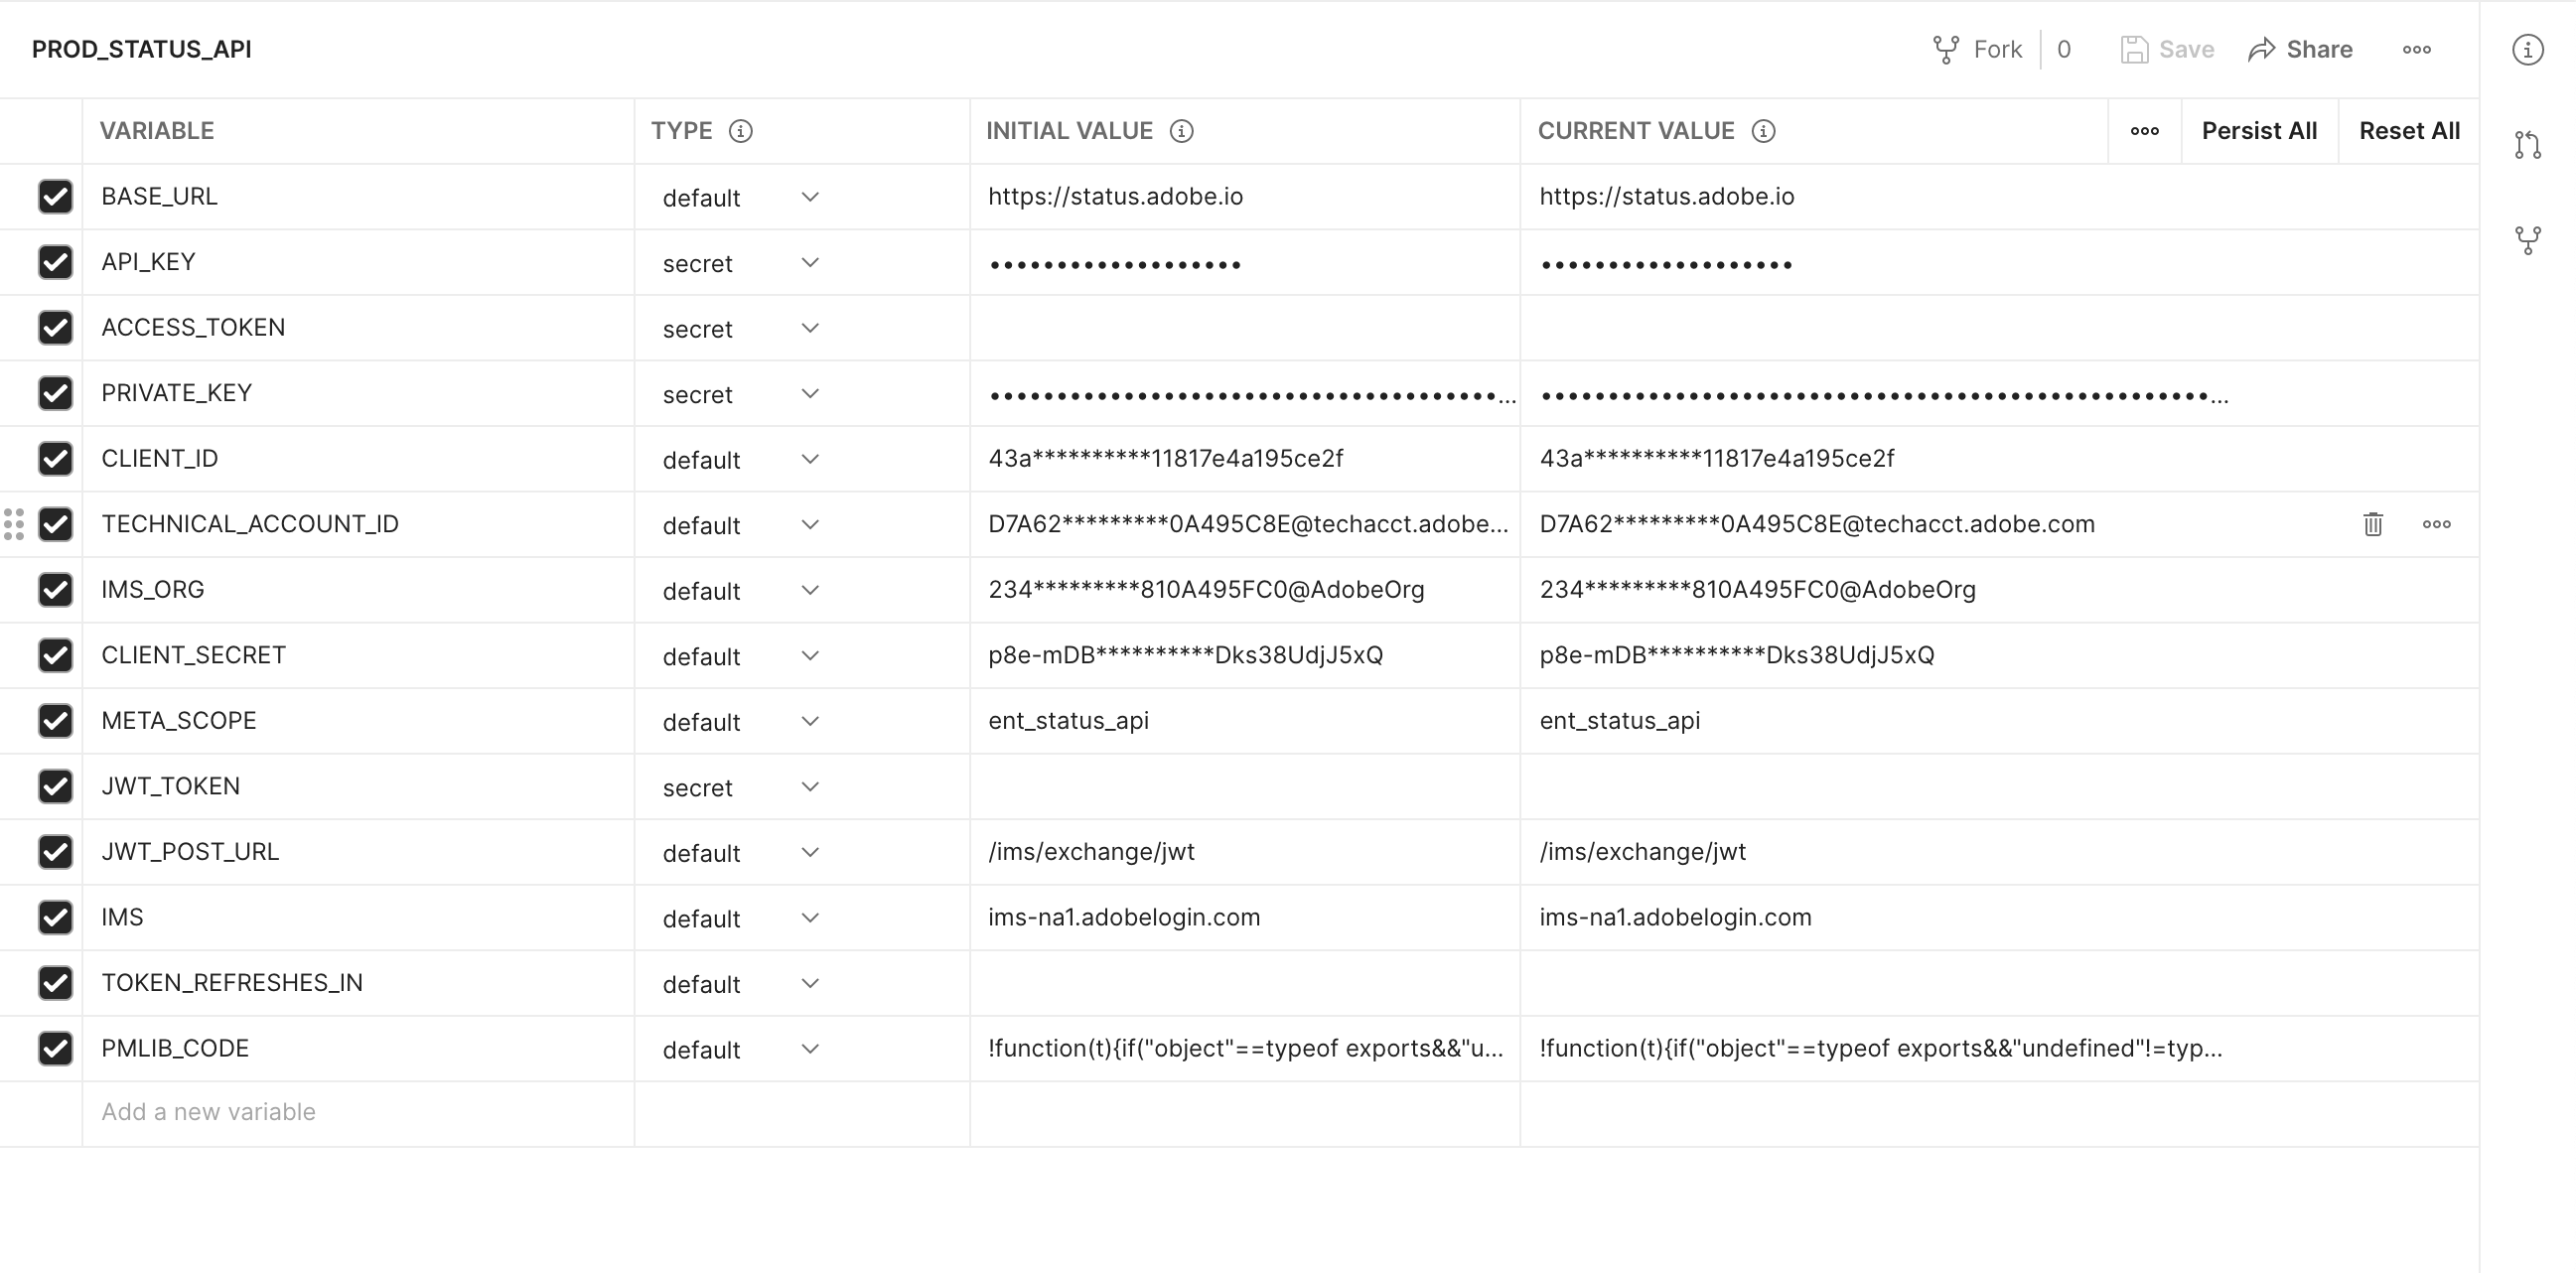 PROD_STATUS_API Fork 0 Save Share
VARIABLE TYPE INITIAL VALUE CURRENT VALUE Persist All Reset All
BASE_URL default https://status.adobe.io https://status.adobe.io
API_KEY secret ••••••••••••••••••• •••••••••••••••••••
ACCESS_TOKEN secret
PRIVATE_KEY secret ••••••••••••••••••••••••••••••••••••••... ••••••••••••••••••••••••••••••••••••••••••••••••••...
CLIENT_ID default 43a**********11817e4a195ce2f 43a**********11817e4a195ce2f
TECHNICAL_ACCOUNT_ID default D7A62*********0A495C8E@techacct.adobe... D7A62*********0A495C8E@techacct.adobe.com
IMS_ORG default 234*********810A495FC0@AdobeOrg 234*********810A495FC0@AdobeOrg
CLIENT_SECRET default p8e-mDB**********Dks38UdjJ5xQ p8e-mDB**********Dks38UdjJ5xQ
META_SCOPE default ent_status_api ent_status_api
JWT_TOKEN secret
JWT_POST_URL default /ims/exchange/jwt /ims/exchange/jwt
IMS default ims-na1.adobelogin.com ims-na1.adobelogin.com
TOKEN_REFRESHES_IN default
PMLIB_CODE default !function(t){if("object"==typeof exports&&"u... !function(t){if("object"==typeof exports&&"undefined"!=typ...
Add a new variable